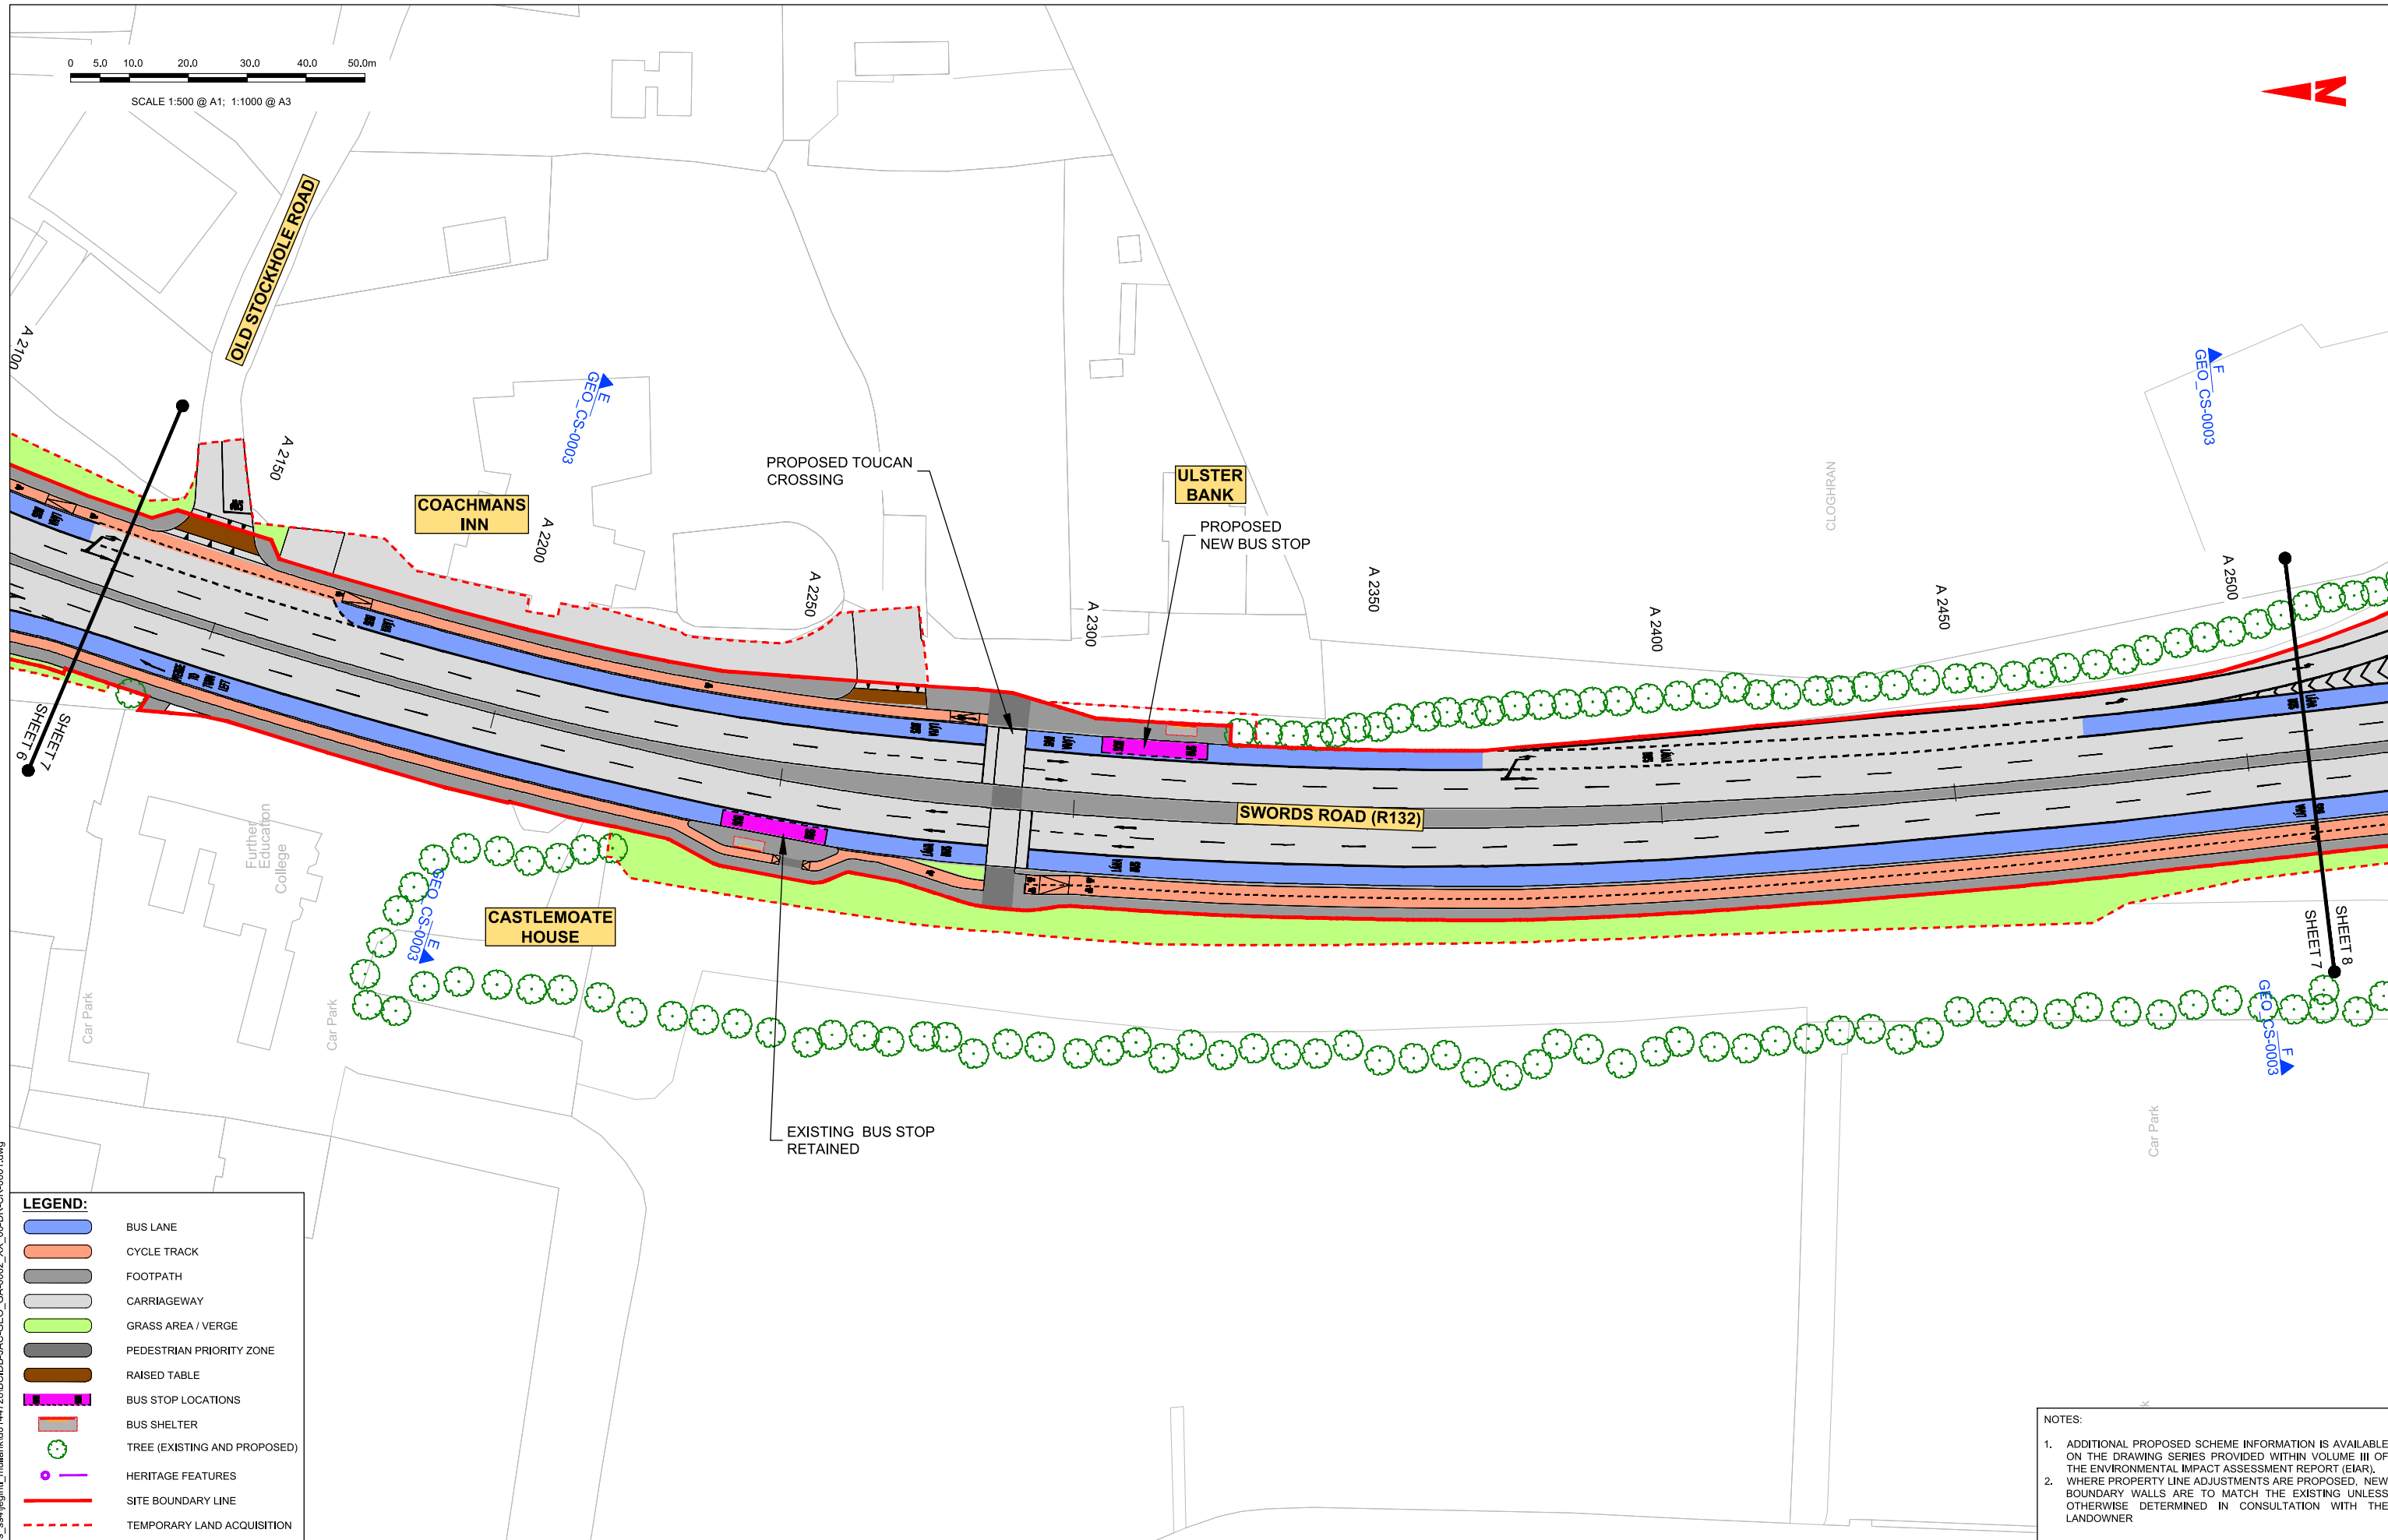 0 5.0 10.0 20.0 30.0 40.0 50.0m
SCALE 1:500 @ A1; 1:1000 @ A3
N
OLD STOCKHOLE ROAD
A 2100
A 2150
A 2200
A 2250
A 2300
A 2350
A 2400
A 2450
A 2500
COACHMANS
INN
E
GEO_CS-0003
F
GEO_CS-0003
PROPOSED TOUCAN
CROSSING
ULSTER
BANK
PROPOSED
NEW BUS STOP
CLOGHRAN
SWORDS ROAD (R132)
SHEET 6
SHEET 7
Further
Education
College
CASTLEMOATE
HOUSE
E
GEO_CS-0003
Car Park
Car Park
EXISTING BUS STOP
RETAINED
SHEET 7
SHEET 8
F
GEO_CS-0003
Car Park
LEGEND:
BUS LANE
CYCLE TRACK
FOOTPATH
CARRIAGEWAY
GRASS AREA / VERGE
PEDESTRIAN PRIORITY ZONE
RAISED TABLE
BUS STOP LOCATIONS
BUS SHELTER
TREE (EXISTING AND PROPOSED)
HERITAGE FEATURES
SITE BOUNDARY LINE
TEMPORARY LAND ACQUISITION
NOTES:
1. ADDITIONAL PROPOSED SCHEME INFORMATION IS AVAILABLE
ON THE DRAWING SERIES PROVIDED WITHIN VOLUME III OF
THE ENVIRONMENTAL IMPACT ASSESSMENT REPORT (EIAR).
2. WHERE PROPERTY LINE ADJUSTMENTS ARE PROPOSED, NEW
BOUNDARY WALLS ARE TO MATCH THE EXISTING UNLESS
OTHERWISE DETERMINED IN CONSULTATION WITH THE
LANDOWNER